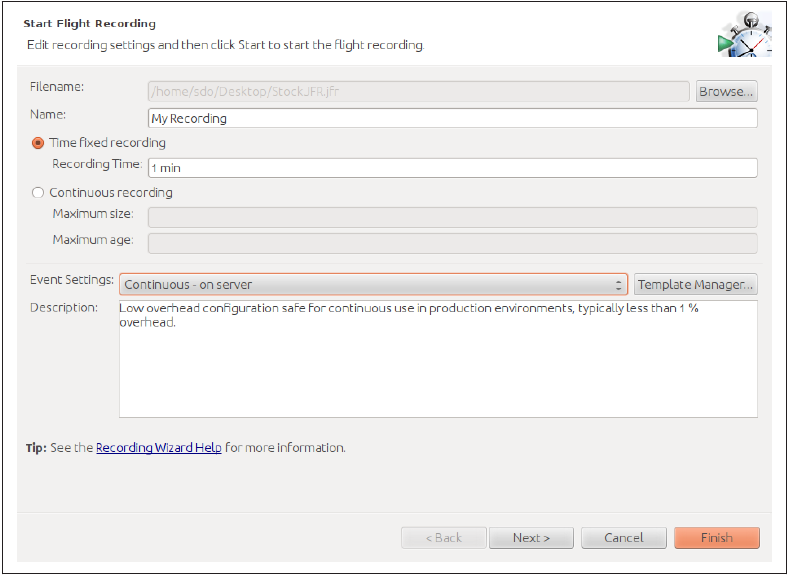 Start Flight Recording
Edit recording settings and then click Start to start the flight recording.
Filename:
/home/sdo/Desktop/StockJFR.jfr
Browse...
Name:
My Recording
Time fixed recording
Recording Time:
1 min
Continuous recording
Maximum size:
Maximum age:
Event Settings:
Continuous - on server
Template Manager...
Description:
Low overhead configuration safe for continuous use in production environments, typically less than 1 %
overhead.
Tip: See the Recording Wizard Help for more information.
< Back
Next >
Cancel
Finish